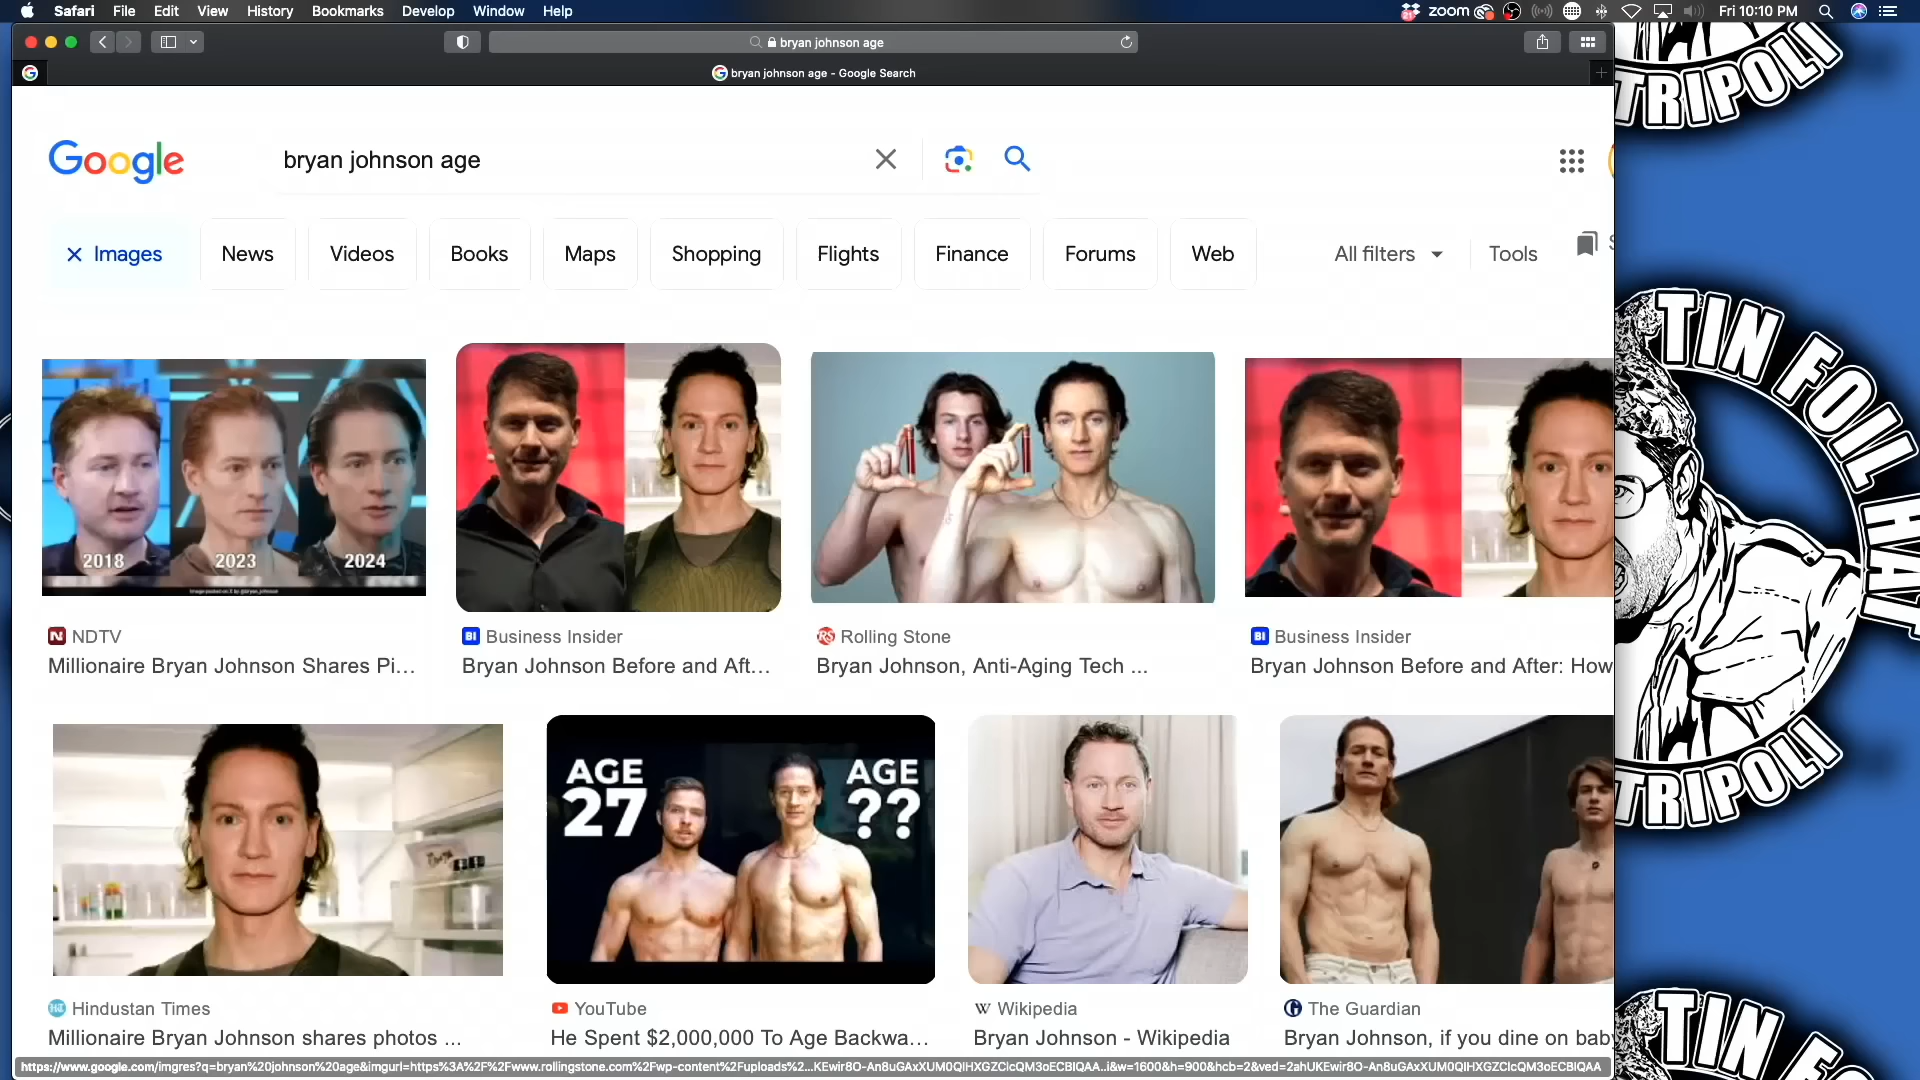 Safari File Edit View History Bookmarks Develop Window Help
zoom
Fri 10:10 PM
bryan johnson age
bryan johnson age - Google Search
Google
bryan johnson age
Images News Videos Books Maps Shopping Flights Finance Forums Web
All filters Tools
2018 2023 2024
NDTV
Millionaire Bryan Johnson Shares Pi...
Business Insider
Bryan Johnson Before and Aft...
Rolling Stone
Bryan Johnson, Anti-Aging Tech ...
Business Insider
Bryan Johnson Before and After: How
AGE
27
AGE
??
Hindustan Times
Millionaire Bryan Johnson shares photos ...
YouTube
He Spent $2,000,000 To Age Backwa...
Wikipedia
Bryan Johnson - Wikipedia
The Guardian
Bryan Johnson, if you dine on bab
TRIPOLI
TIN FOIL HAT
TRIPOLI
TIN FO